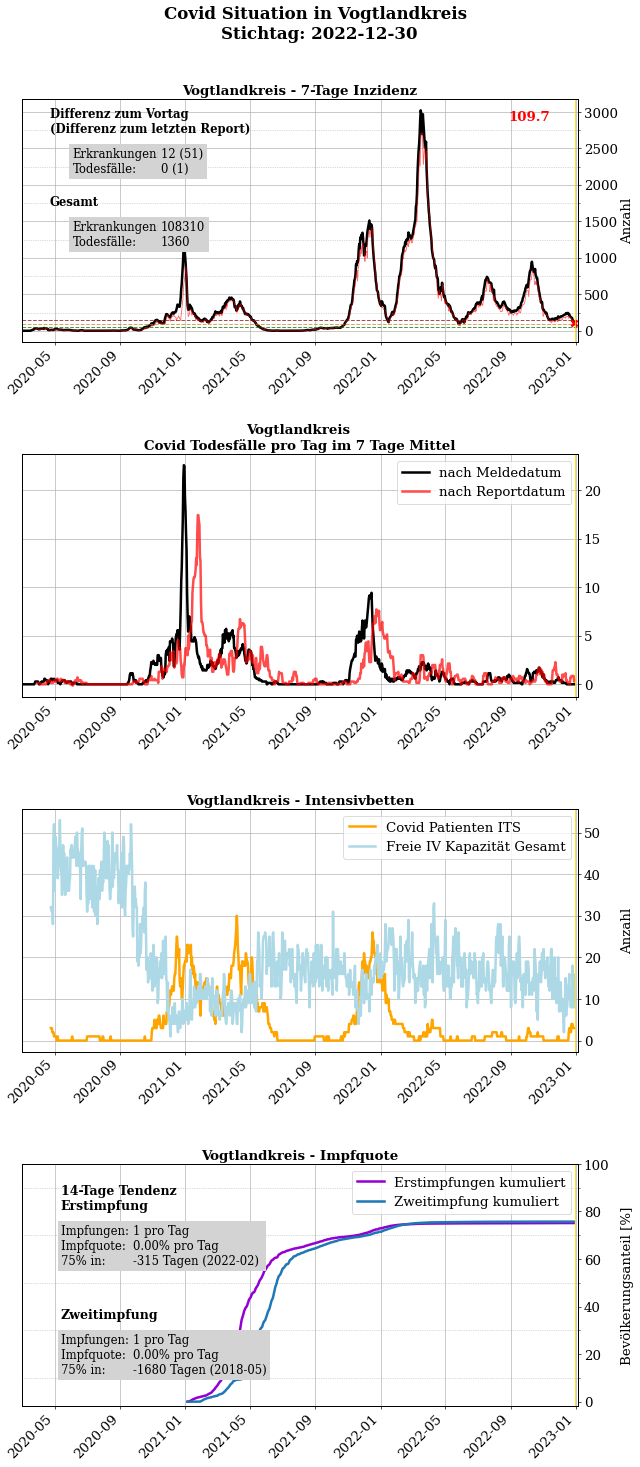 Covid Situation in Vogtlandkreis
Stichtag: 2022-12-30
Vogtlandkreis - 7-Tage Inzidenz
Differenz zum Vortag
(Differenz zum letzten Report)
Erkrankungen 12 (51)
Todesfälle: 0 (1)
Gesamt
Erkrankungen 108310
Todesfälle: 1360
109.7
3000
2500
2000
1500
1000
500
0
Anzahl
2020-05
2020-09
2021-01
2021-05
2021-09
2022-01
2022-05
2022-09
2023-01
Vogtlandkreis
Covid Todesfälle pro Tag im 7 Tage Mittel
nach Meldedatum
nach Reportdatum
20
15
10
5
0
2020-05
2020-09
2021-01
2021-05
2021-09
2022-01
2022-05
2022-09
2023-01
Vogtlandkreis - Intensivbetten
Covid Patienten ITS
Freie IV Kapazität Gesamt
50
40
30
20
10
0
Anzahl
2020-05
2020-09
2021-01
2021-05
2021-09
2022-01
2022-05
2022-09
2023-01
Vogtlandkreis - Impfquote
14-Tage Tendenz
Erstimpfung
Impfungen: 1 pro Tag
Impfquote: 0.00% pro Tag
75% in: -315 Tagen (2022-02)
Zweitimpfung
Impfungen: 1 pro Tag
Impfquote: 0.00% pro Tag
75% in: -1680 Tagen (2018-05)
Erstimpfungen kumuliert
Zweitimpfung kumuliert
100
80
60
40
20
0
Bevölkerungsanteil [%]
2020-05
2020-09
2021-01
2021-05
2021-09
2022-01
2022-05
2022-09
2023-01